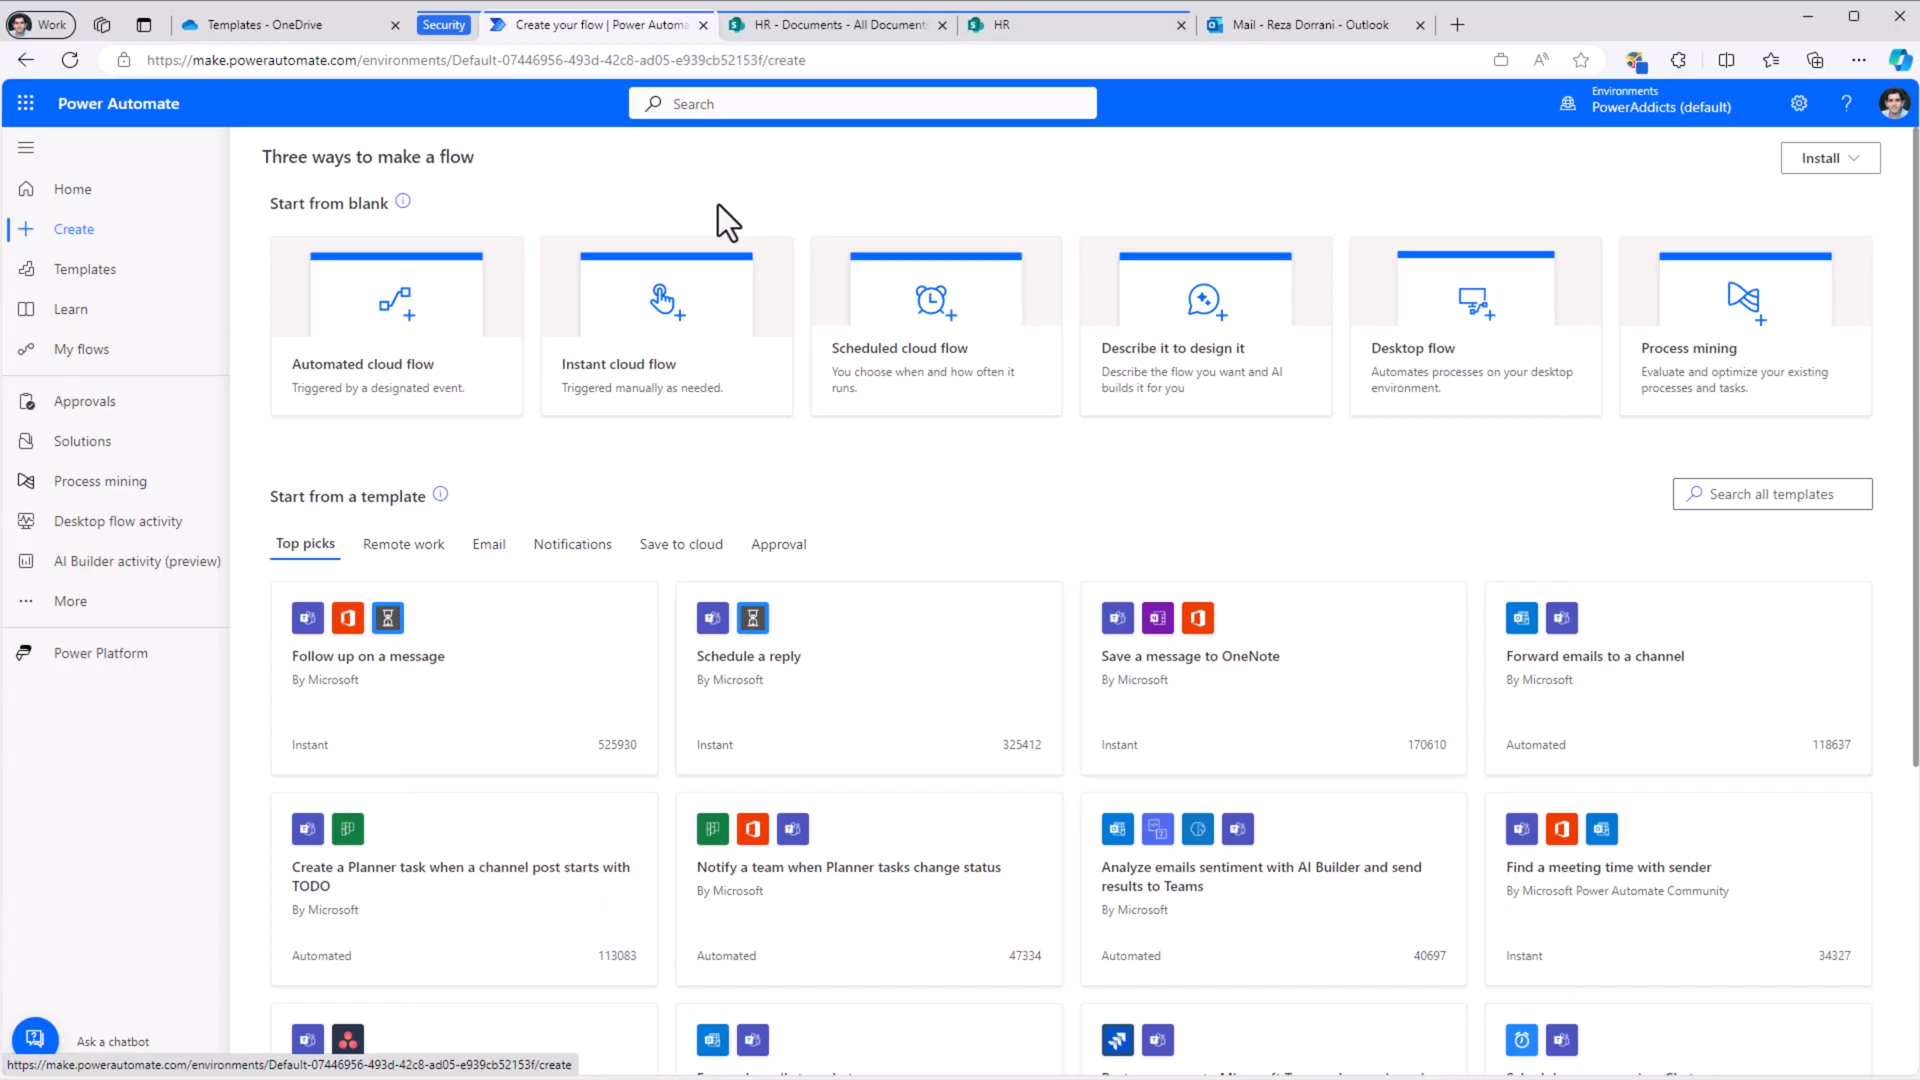 Work
Templates - OneDrive
Security
Create your flow | Power Automa
HR - Documents - All Document
HR
Mail - Reza Dorrani - Outlook
https://make.powerautomate.com/environments/Default-07446956-493d-42c8-ad05-e939cb52153f/create
Power Automate
Search
Environments
PowerAddicts (default)
Home
Create
Templates
Learn
My flows
Approvals
Solutions
Process mining
Desktop flow activity
AI Builder activity (preview)
More
Power Platform
Ask a chatbot
Three ways to make a flow
Install
Start from blank
Automated cloud flow
Triggered by a designated event.
Instant cloud flow
Triggered manually as needed.
Scheduled cloud flow
You choose when and how often it
runs.
Describe it to design it
Describe the flow you want and AI
builds it for you
Desktop flow
Automates processes on your desktop
environment.
Process mining
Evaluate and optimize your existing
processes and tasks.
Start from a template
Search all templates
Top picks
Remote work
Email
Notifications
Save to cloud
Approval
Follow up on a message
By Microsoft
Instant
525930
Schedule a reply
By Microsoft
Instant
325412
Save a message to OneNote
By Microsoft
Instant
170610
Forward emails to a channel
By Microsoft
Automated
118637
Create a Planner task when a channel post starts with
TODO
By Microsoft
Automated
113083
Notify a team when Planner tasks change status
By Microsoft
Automated
47334
Analyze emails sentiment with AI Builder and send
results to Teams
By Microsoft
Automated
40697
Find a meeting time with sender
By Microsoft Power Automate Community
Instant
34327
https://make.powerautomate.com/environments/Default-07446956-493d-42c8-ad05-e939cb52153f/create